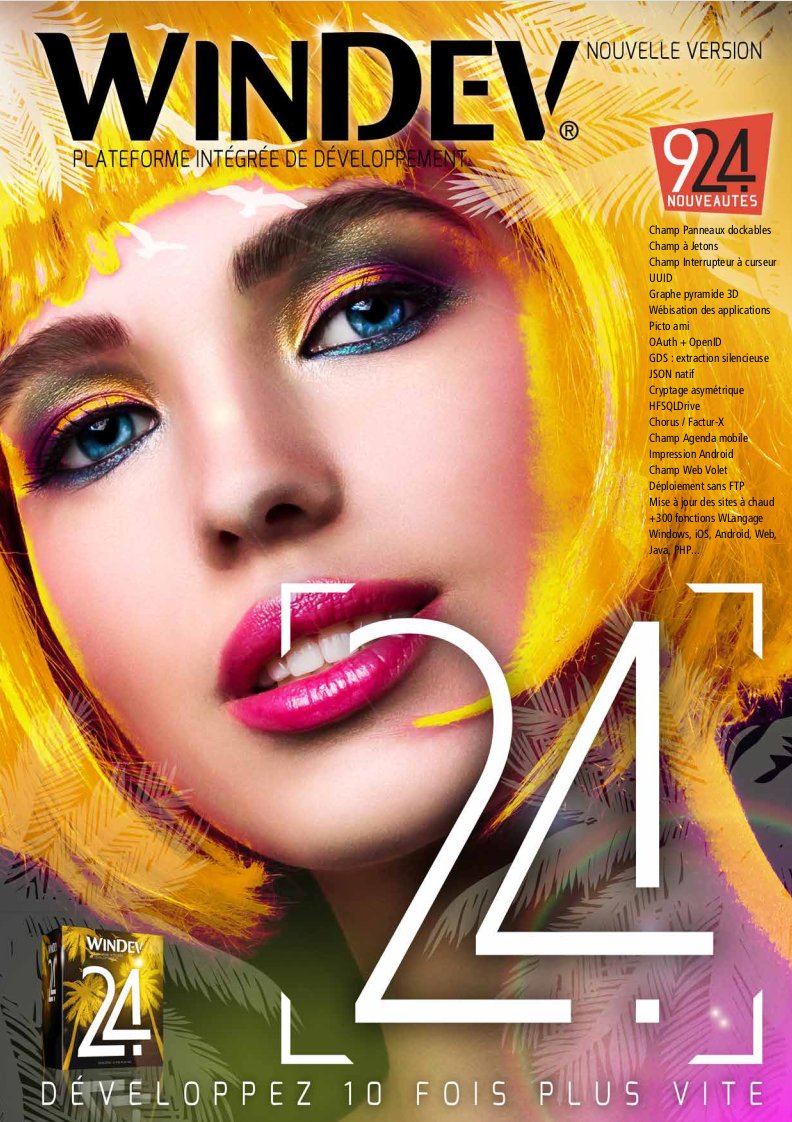 WINDEV®
NOUVELLE VERSION
PLATEFORME INTÉGRÉE DE DÉVELOPPEMENT
924
NOUVEAUTÉS
Champ Panneaux dockables
Champ à Jetons
Champ Interrupteur à curseur
UUID
Graphe pyramide 3D
Wébisation des applications
Picto ami
OAuth + OpenID
GDS : extraction silencieuse
JSON natif
Cryptage asymétrique
HFSQLDrive
Chorus / Factur-X
Champ Agenda mobile
Impression Android
Champ Web Volet
Déploiement sans FTP
Mise à jour des sites à chaud
+300 fonctions WLangage
Windows, iOS, Android, Web,
Java, PHP...
24
WINDEV
24
DÉVELOPPEZ 10 FOIS PLUS VITE